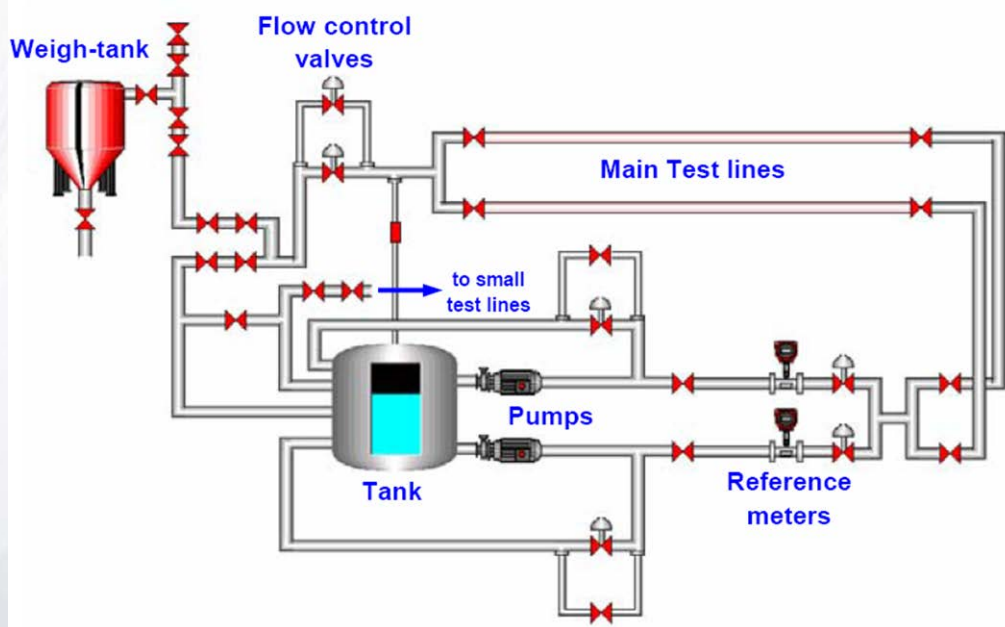 Flow control
valves
Weigh-tank
Main Test lines
to small
test lines
Pumps
Tank
Reference
meters